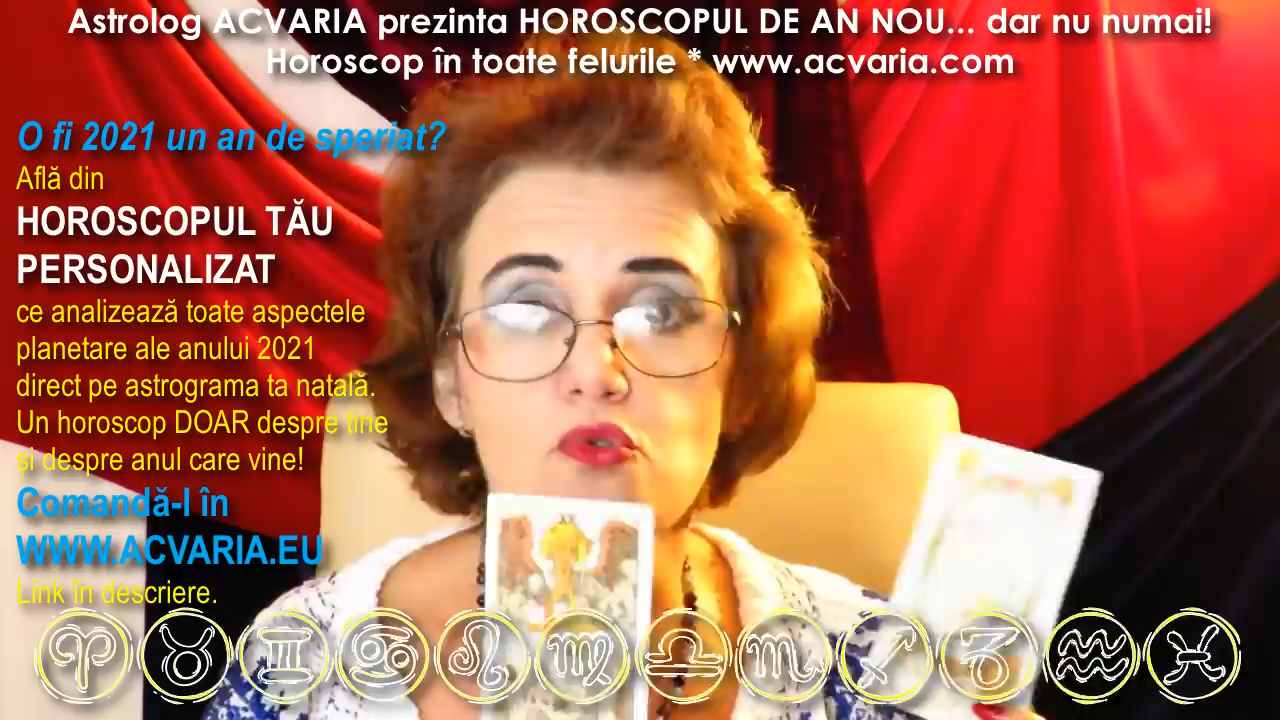 Astrolog ACVARIA prezinta HOROSCOPUL DE AN NOU... dar nu numai!
Horoscop în toate felurile * www.acvaria.com
O fi 2021 un an de speriat?
Află din
HOROSCOPUL TĂU
PERSONALIZAT
ce analizează toate aspectele
planetare ale anului 2021
direct pe astrograma ta natală.
Un horoscop DOAR despre tine
și despre anul care vine!
Comandă-l în
WWW.ACVARIA.EU
Link în descriere.